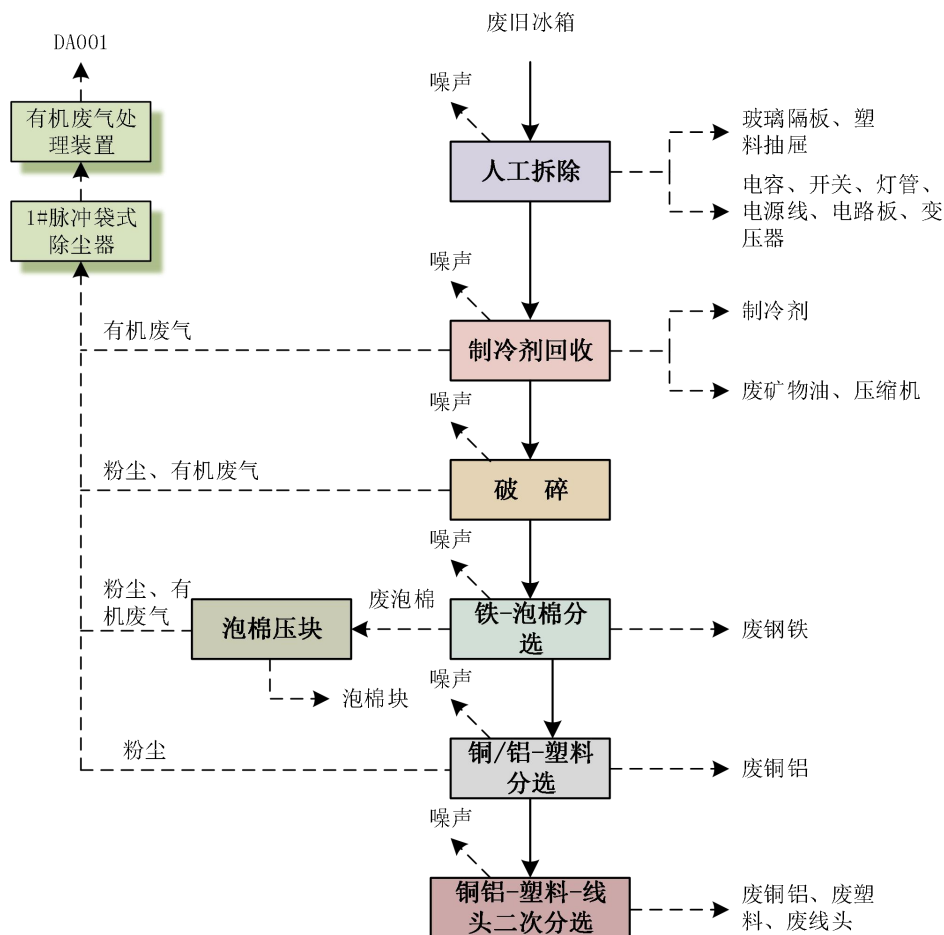 废旧冰箱
DA001
噪声
有机废气处
理装置
人工拆除
玻璃隔板、塑
料抽屉
电容、开关、灯管、
电源线、电路板、变
压器
1#脉冲袋式
除尘器
噪声
有机废气
制冷剂回收
制冷剂
废矿物油、压缩机
噪声
粉尘、有机废气
破 碎
噪声
粉尘、有
机废气
泡棉压块
废泡棉
铁-泡棉分
选
废钢铁
泡棉块
噪声
粉尘
铜/铝-塑料
分选
废铜铝
噪声
铜铝-塑料-线
头二次分选
废铜铝、废塑
料、废线头